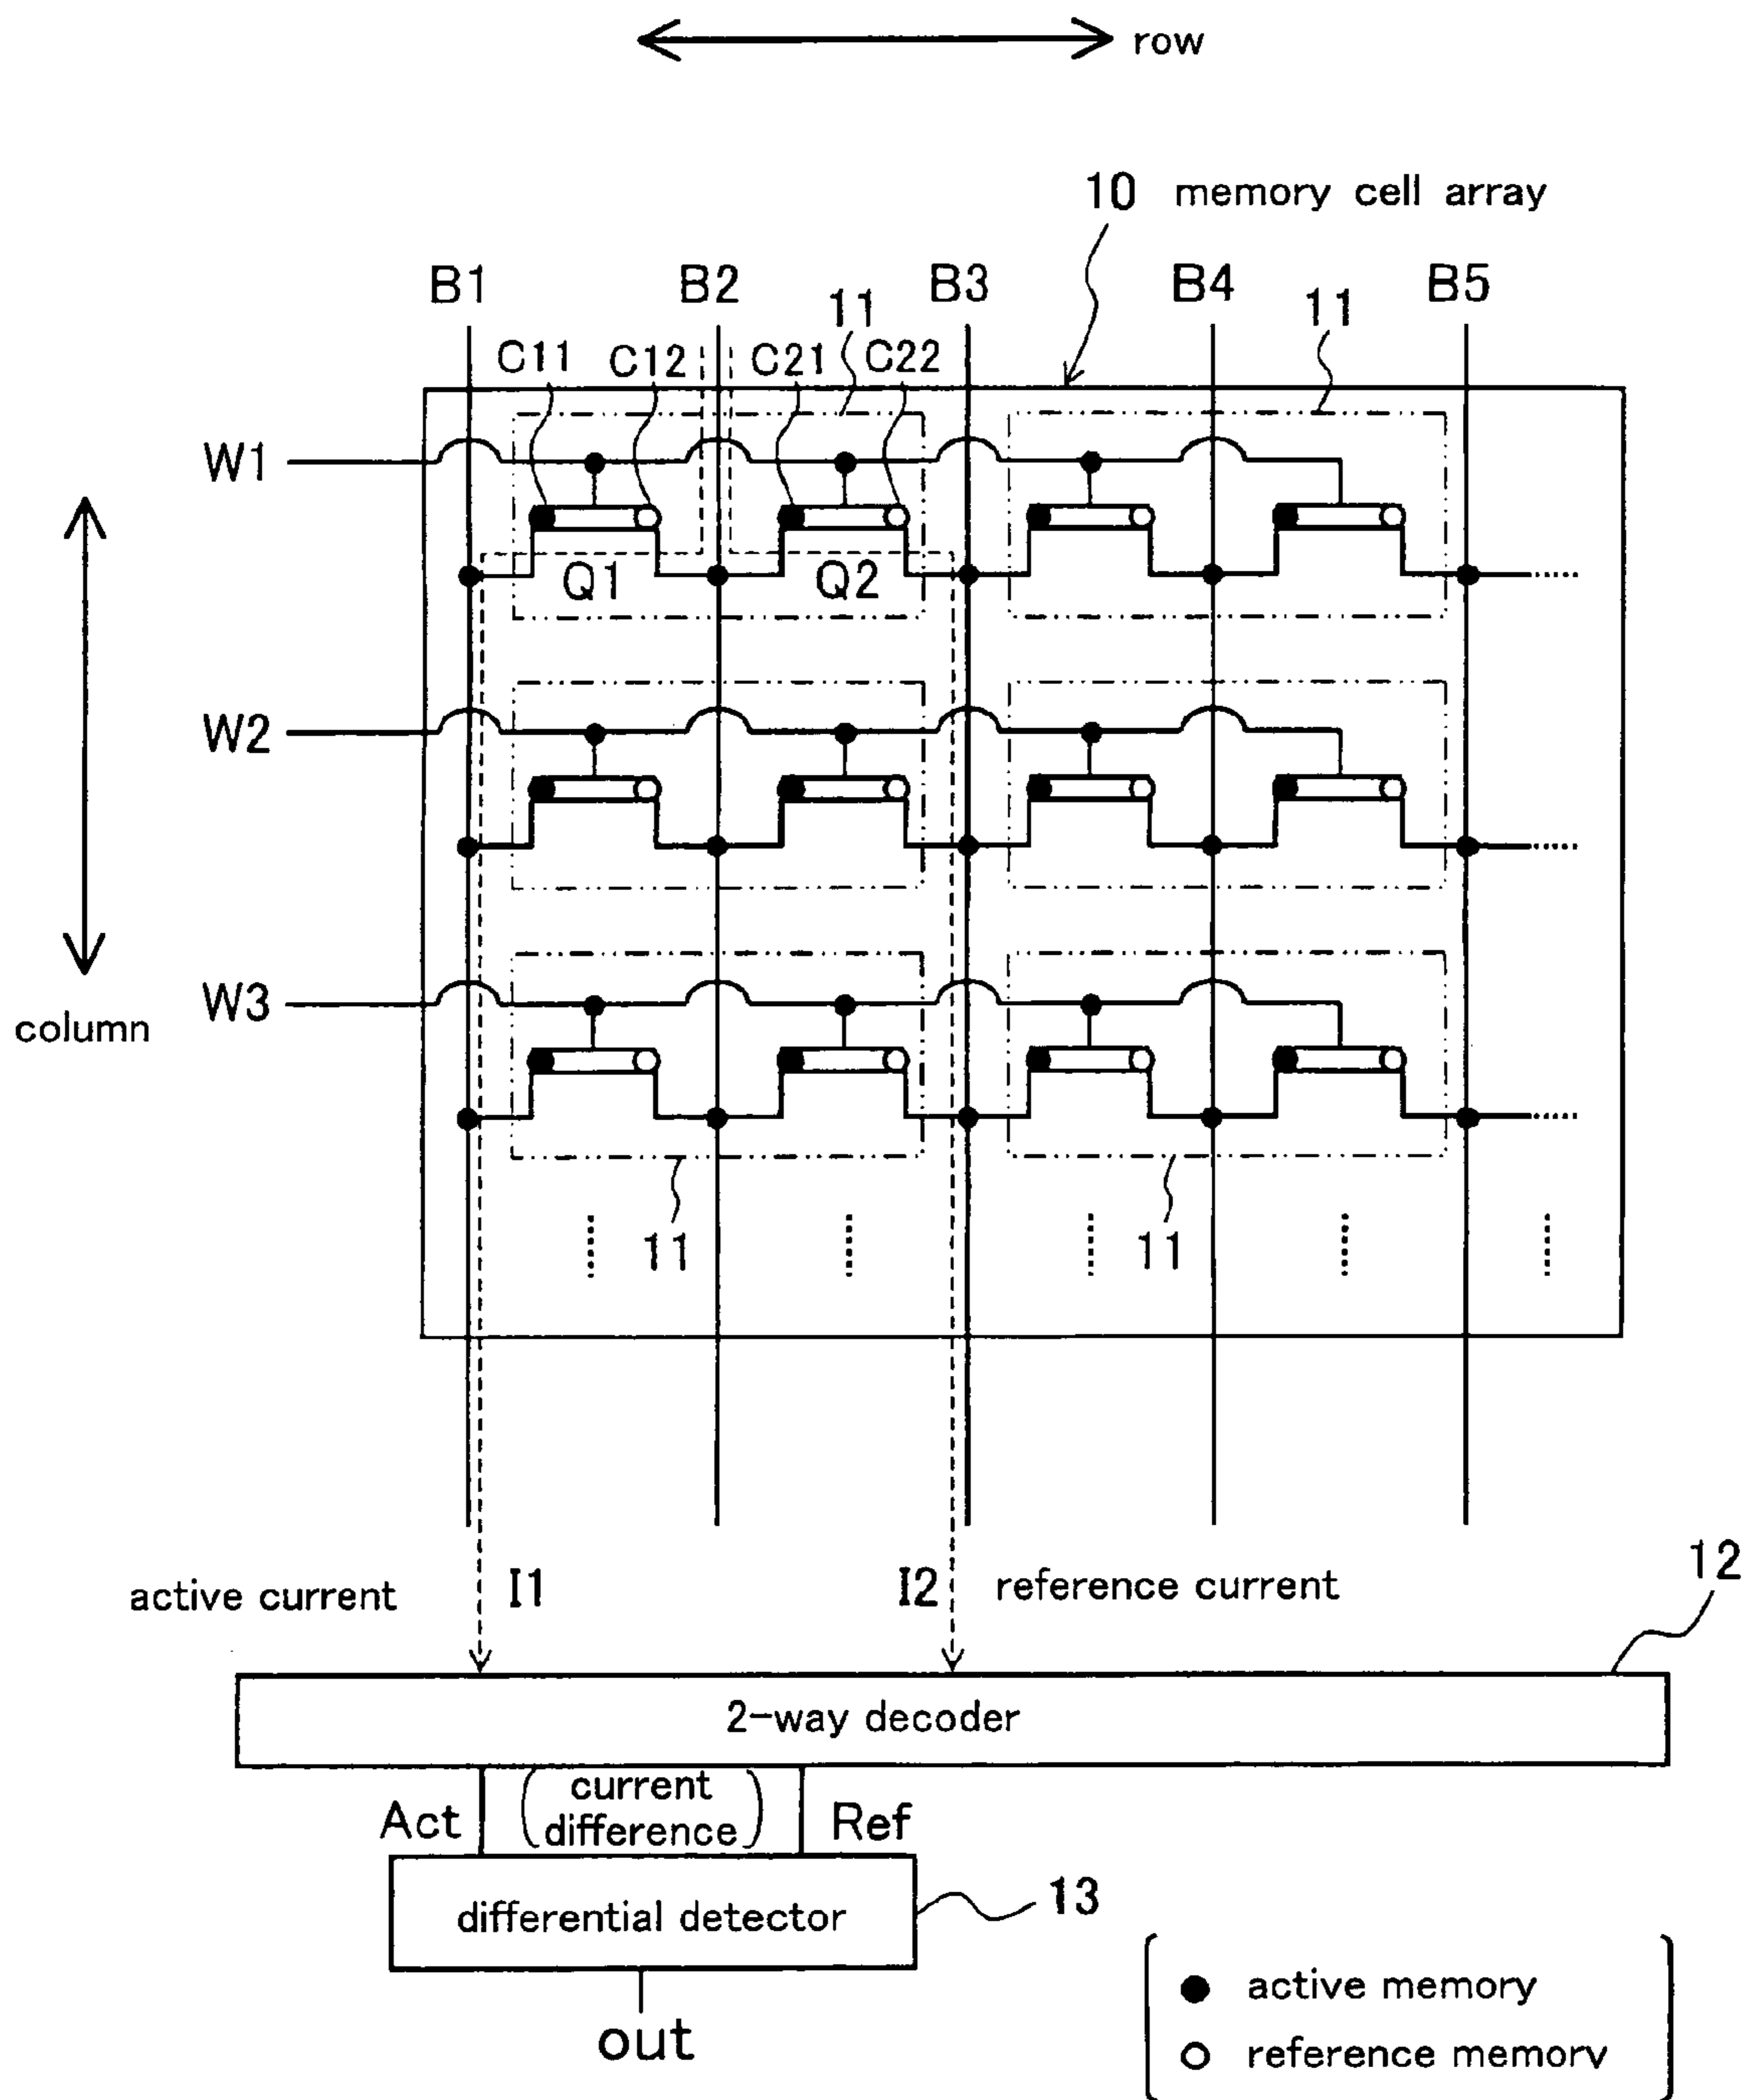 row
10 memory cell array
B1 B2 B3 B4 B5
11 11
C11 C12 C21 C22
W1
Q1 Q2
W2
W3
column
11 11
active current I1 I2 reference current
12
2-way decoder
Act (current difference) Ref
differential detector 13
out
● active memory
○ reference memory